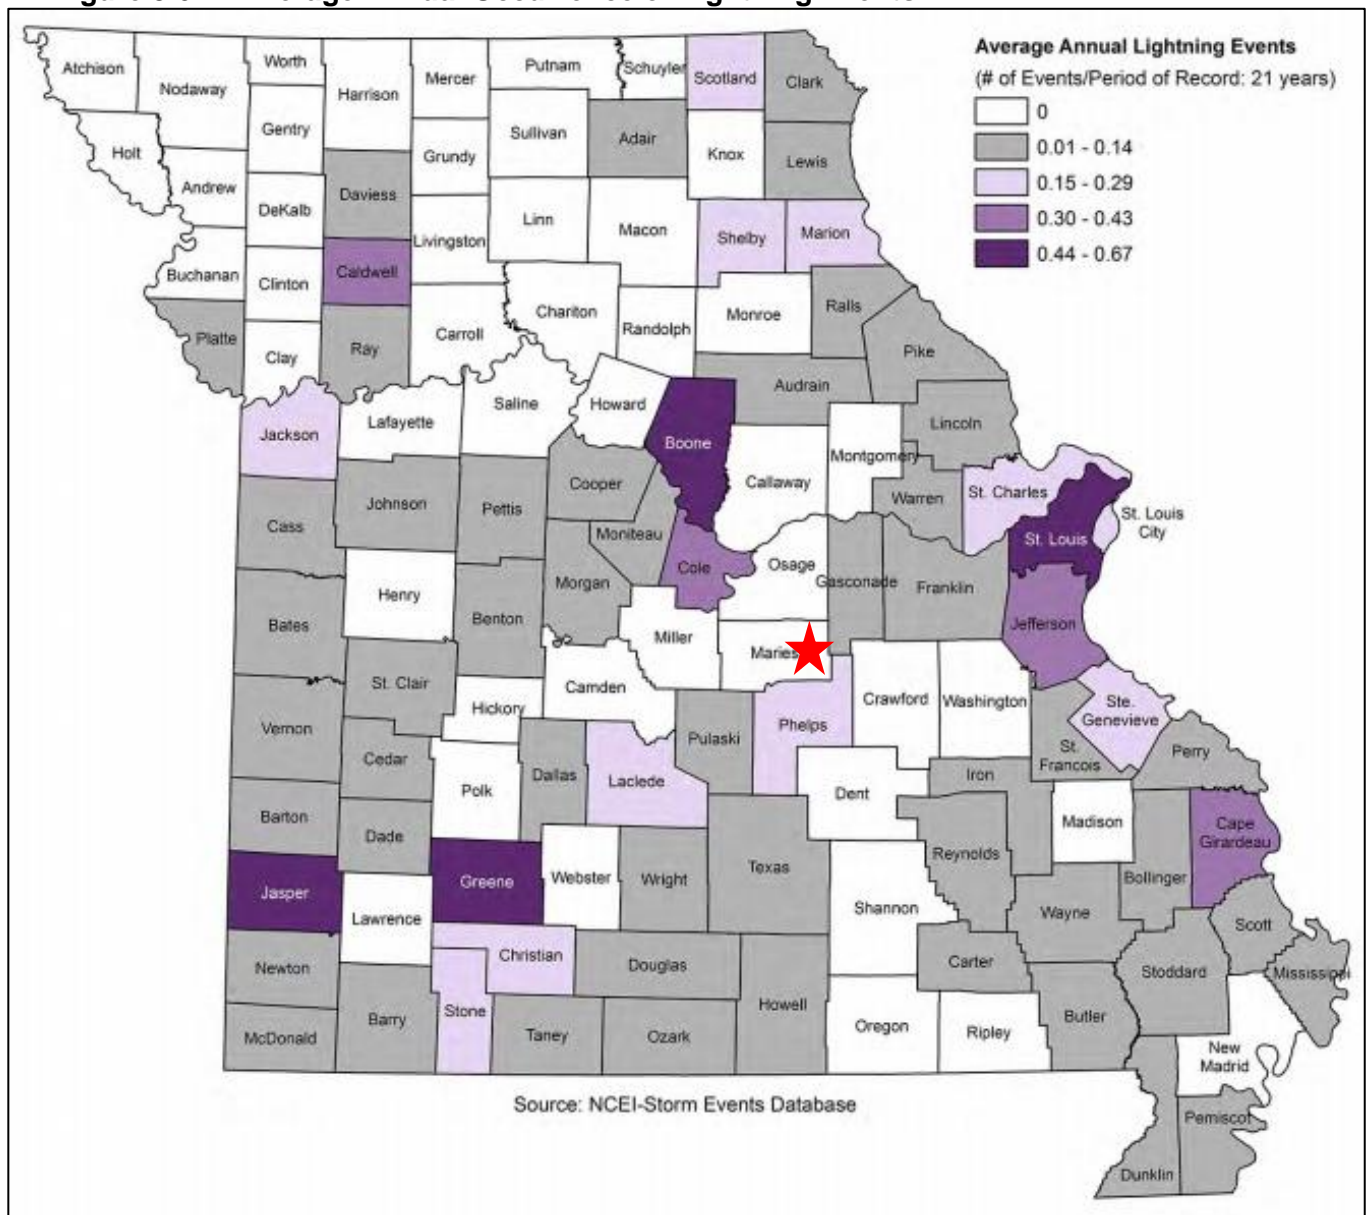 Average Annual Lightning Events
(# of Events/Period of Record: 21 years)
0
0.01 - 0.14
0.15 - 0.29
0.30 - 0.43
0.44 - 0.67
Atchison
Nodaway
Worth
Harrison
Mercer
Putnam
Schuyler
Scotland
Clark
Gentry
Sullivan
Adair
Knox
Lewis
Holt
Andrew
DeKalb
Daviess
Grundy
Linn
Macon
Shelby
Marion
Livingston
Buchanan
Clinton
Caldwell
Chariton
Randolph
Monroe
Ralls
Pike
Platte
Clay
Ray
Carroll
Audrain
Jackson
Lafayette
Saline
Howard
Boone
Callaway
Montgomery
Lincoln
Warren
St. Charles
St. Louis
City
St. Louis
Cass
Johnson
Pettis
Cooper
Moniteau
Cole
Osage
Gasconade
Franklin
Jefferson
Bates
Henry
Benton
Morgan
Miller
Maries
Crawford
Washington
Ste.
Genevieve
St.
Francois
Perry
Vernon
St. Clair
Hickory
Camden
Pulaski
Phelps
Dent
Iron
Madison
Cape
Girardeau
Barton
Cedar
Polk
Dallas
Laclede
Texas
Reynolds
Bollinger
Dade
Jasper
Greene
Webster
Wright
Shannon
Wayne
Scott
Lawrence
Newton
Christian
Douglas
Howell
Carter
Stoddard
Mississippi
McDonald
Barry
Stone
Taney
Ozark
Oregon
Ripley
Butler
New
Madrid
Pemiscot
Dunklin
Source: NCEI-Storm Events Database